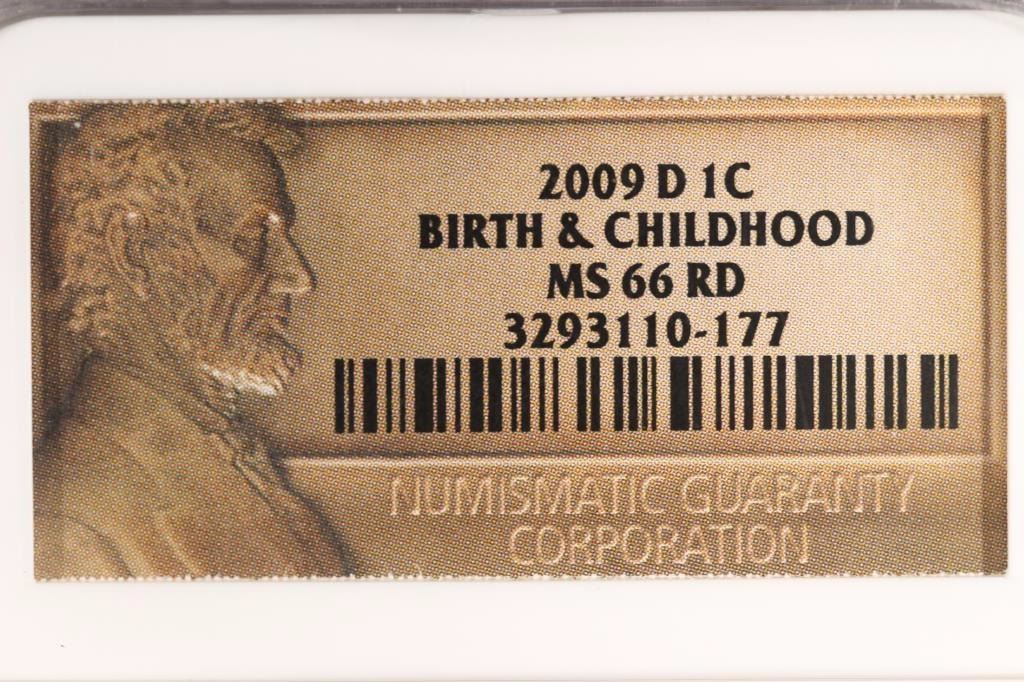 2009 D 1C
BIRTH & CHILDHOOD
MS 66 RD
3293110-177
NUMISMATIC GUARANTY
CORPORATION